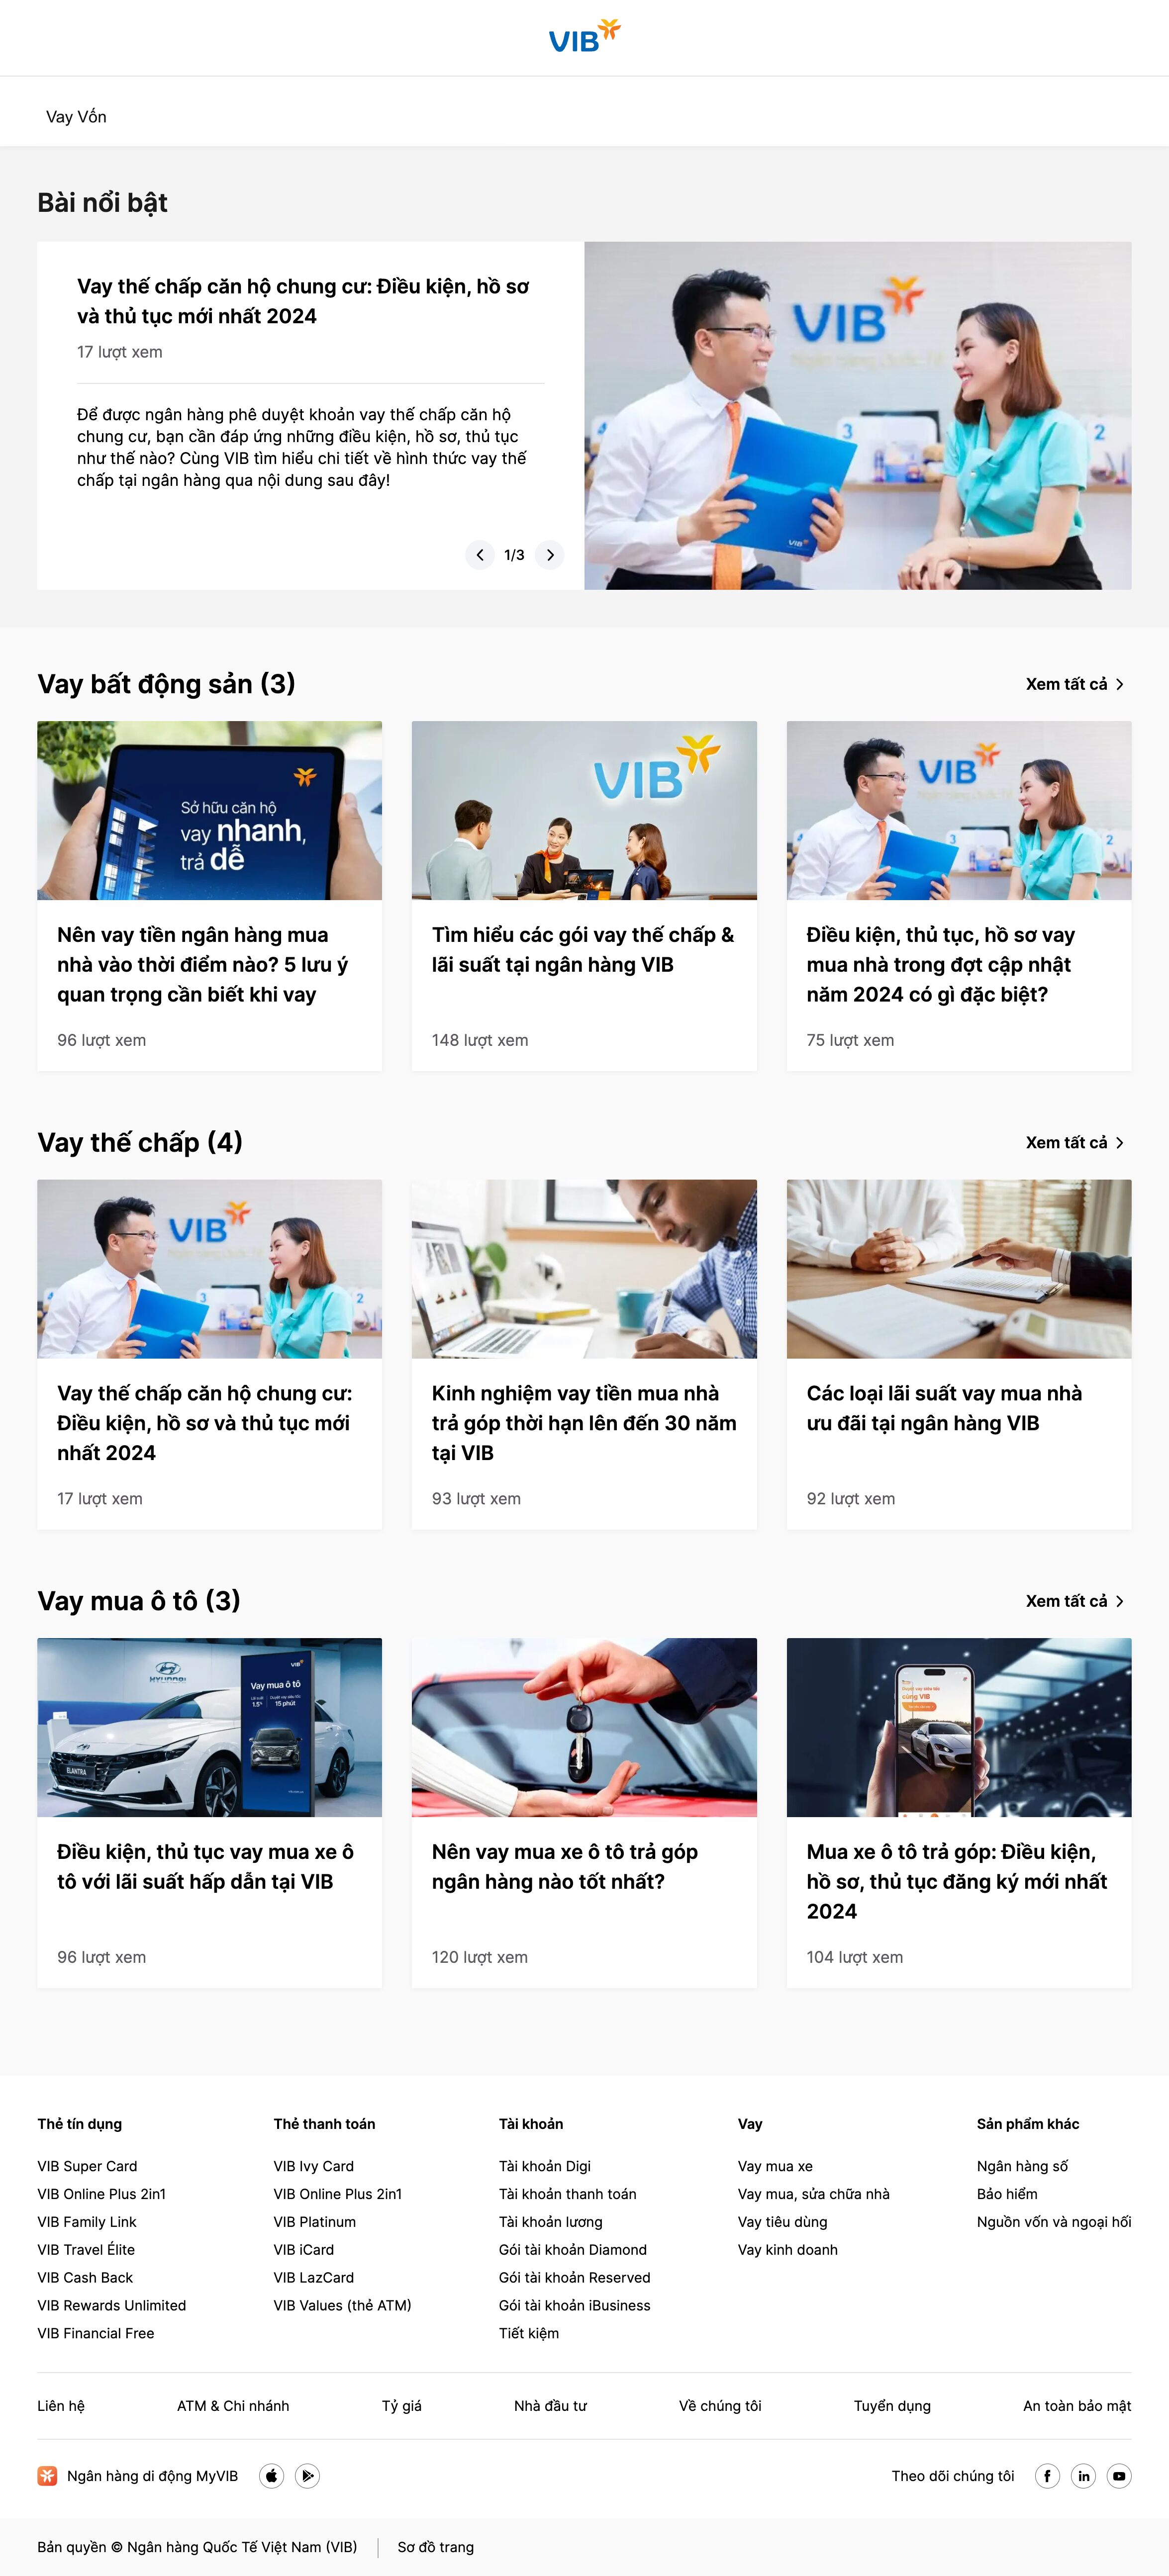 VIB
Vay Vốn
Bài nổi bật
Vay thế chấp căn hộ chung cư: Điều kiện, hồ sơ
và thủ tục mới nhất 2024
17 lượt xem
Để được ngân hàng phê duyệt khoản vay thế chấp căn hộ
chung cư, bạn cần đáp ứng những điều kiện, hồ sơ, thủ tục
như thế nào? Cùng VIB tìm hiểu chi tiết về hình thức vay thế
chấp tại ngân hàng qua nội dung sau đây!
1/3
VIB
4
3
2
VIB
Vay bất động sản (3)
Xem tất cả
Sở hữu căn hộ
vay nhanh,
trả dễ
VIB
VIB
3
2
Nên vay tiền ngân hàng mua
nhà vào thời điểm nào? 5 lưu ý
quan trọng cần biết khi vay
96 lượt xem
Tìm hiểu các gói vay thế chấp &
lãi suất tại ngân hàng VIB
148 lượt xem
Điều kiện, thủ tục, hồ sơ vay
mua nhà trong đợt cập nhật
năm 2024 có gì đặc biệt?
75 lượt xem
Vay thế chấp (4)
Xem tất cả
VIB
3
2
Vay thế chấp căn hộ chung cư:
Điều kiện, hồ sơ và thủ tục mới
nhất 2024
17 lượt xem
Kinh nghiệm vay tiền mua nhà
trả góp thời hạn lên đến 30 năm
tại VIB
93 lượt xem
Các loại lãi suất vay mua nhà
ưu đãi tại ngân hàng VIB
92 lượt xem
Vay mua ô tô (3)
Xem tất cả
HYUNDAI
ELANTRA
VIB
Vay mua ô tô
15 phút
cùng VIB
Điều kiện, thủ tục vay mua xe ô
tô với lãi suất hấp dẫn tại VIB
96 lượt xem
Nên vay mua xe ô tô trả góp
ngân hàng nào tốt nhất?
120 lượt xem
Mua xe ô tô trả góp: Điều kiện,
hồ sơ, thủ tục đăng ký mới nhất
2024
104 lượt xem
Thẻ tín dụng
VIB Super Card
VIB Online Plus 2in1
VIB Family Link
VIB Travel Élite
VIB Cash Back
VIB Rewards Unlimited
VIB Financial Free
Thẻ thanh toán
VIB Ivy Card
VIB Online Plus 2in1
VIB Platinum
VIB iCard
VIB LazCard
VIB Values (thẻ ATM)
Tài khoản
Tài khoản Digi
Tài khoản thanh toán
Tài khoản lương
Gói tài khoản Diamond
Gói tài khoản Reserved
Gói tài khoản iBusiness
Tiết kiệm
Vay
Vay mua xe
Vay mua, sửa chữa nhà
Vay tiêu dùng
Vay kinh doanh
Sản phẩm khác
Ngân hàng số
Bảo hiểm
Nguồn vốn và ngoại hối
Liên hệ
ATM & Chi nhánh
Tỷ giá
Nhà đầu tư
Về chúng tôi
Tuyển dụng
An toàn bảo mật
Ngân hàng di động MyVIB
Theo dõi chúng tôi
Bản quyền © Ngân hàng Quốc Tế Việt Nam (VIB)
Sơ đồ trang